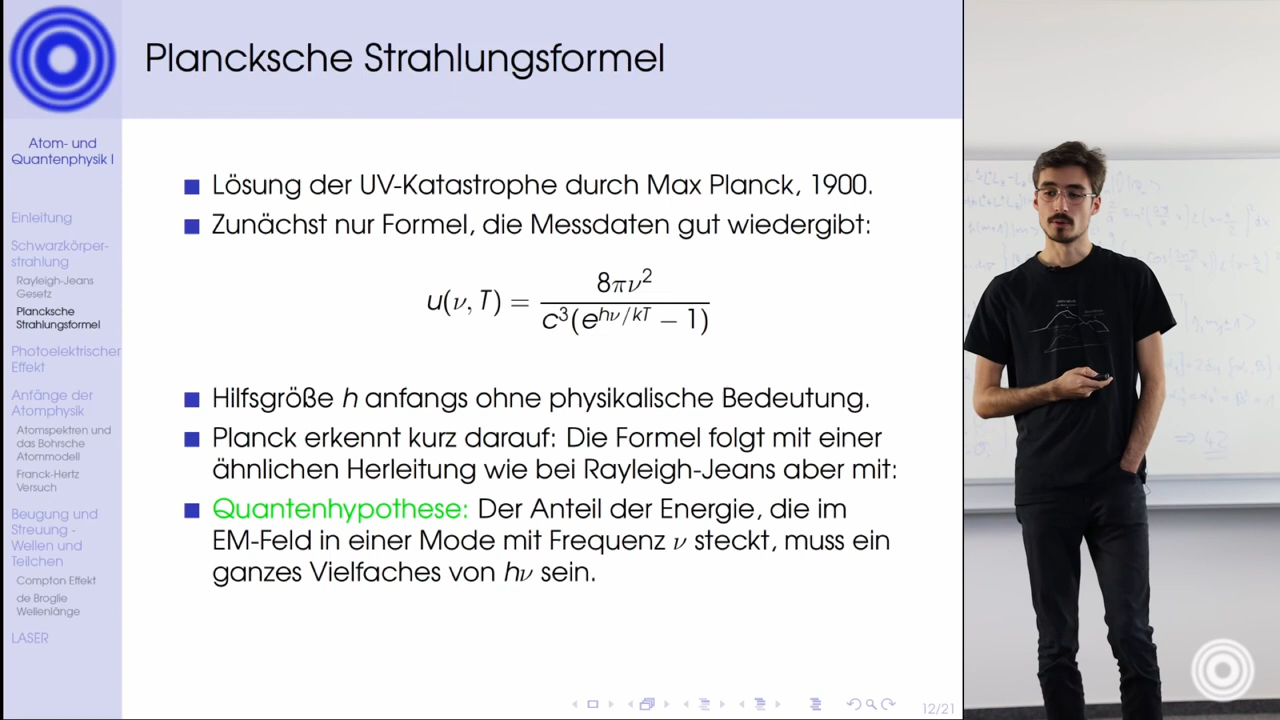 Plancksche Strahlungsformel
Atom- und
Quantenphysik I
Einleitung
Schwarzkörper-
strahlung
Rayleigh-Jeans
Gesetz
Plancksche
Strahlungsformel
Photoelektrischer
Effekt
Anfänge der
Atomphysik
Atomspektren und
das Bohrsche
Atommodell
Franck-Hertz
Versuch
Beugung und
Streuung -
Wellen und
Teilchen
Compton Effekt
de Broglie
Wellenlänge
LASER
Lösung der UV-Katastrophe durch Max Planck, 1900.
Zunächst nur Formel, die Messdaten gut wiedergibt:
u(ν, T) = 8πν² / c³(e^{hν/kT} − 1)
Hilfsgröße h anfangs ohne physikalische Bedeutung.
Planck erkennt kurz darauf: Die Formel folgt mit einer
ähnlichen Herleitung wie bei Rayleigh-Jeans aber mit:
Quantenhypothese: Der Anteil der Energie, die im
EM-Feld in einer Mode mit Frequenz ν steckt, muss ein
ganzes Vielfaches von hν sein.
12/21
⇒ 42